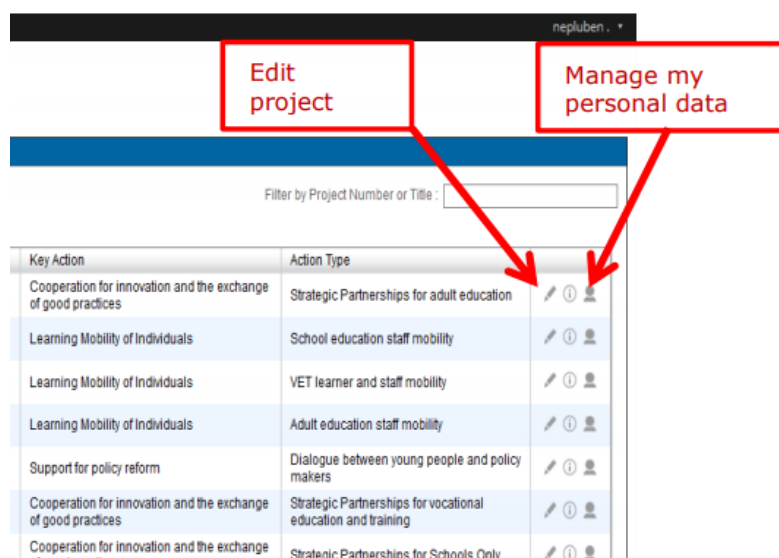 nepluben .
Edit
project
Manage my
personal data
Filter by Project Number or Title :
Key Action
Action Type
Cooperation for innovation and the exchange
of good practices
Strategic Partnerships for adult education
Learning Mobility of Individuals
School education staff mobility
Learning Mobility of Individuals
VET learner and staff mobility
Learning Mobility of Individuals
Adult education staff mobility
Support for policy reform
Dialogue between young people and policy
makers
Cooperation for innovation and the exchange
of good practices
Strategic Partnerships for vocational
education and training
Cooperation for innovation and the exchange
Strategic Partnerships for Schools Only